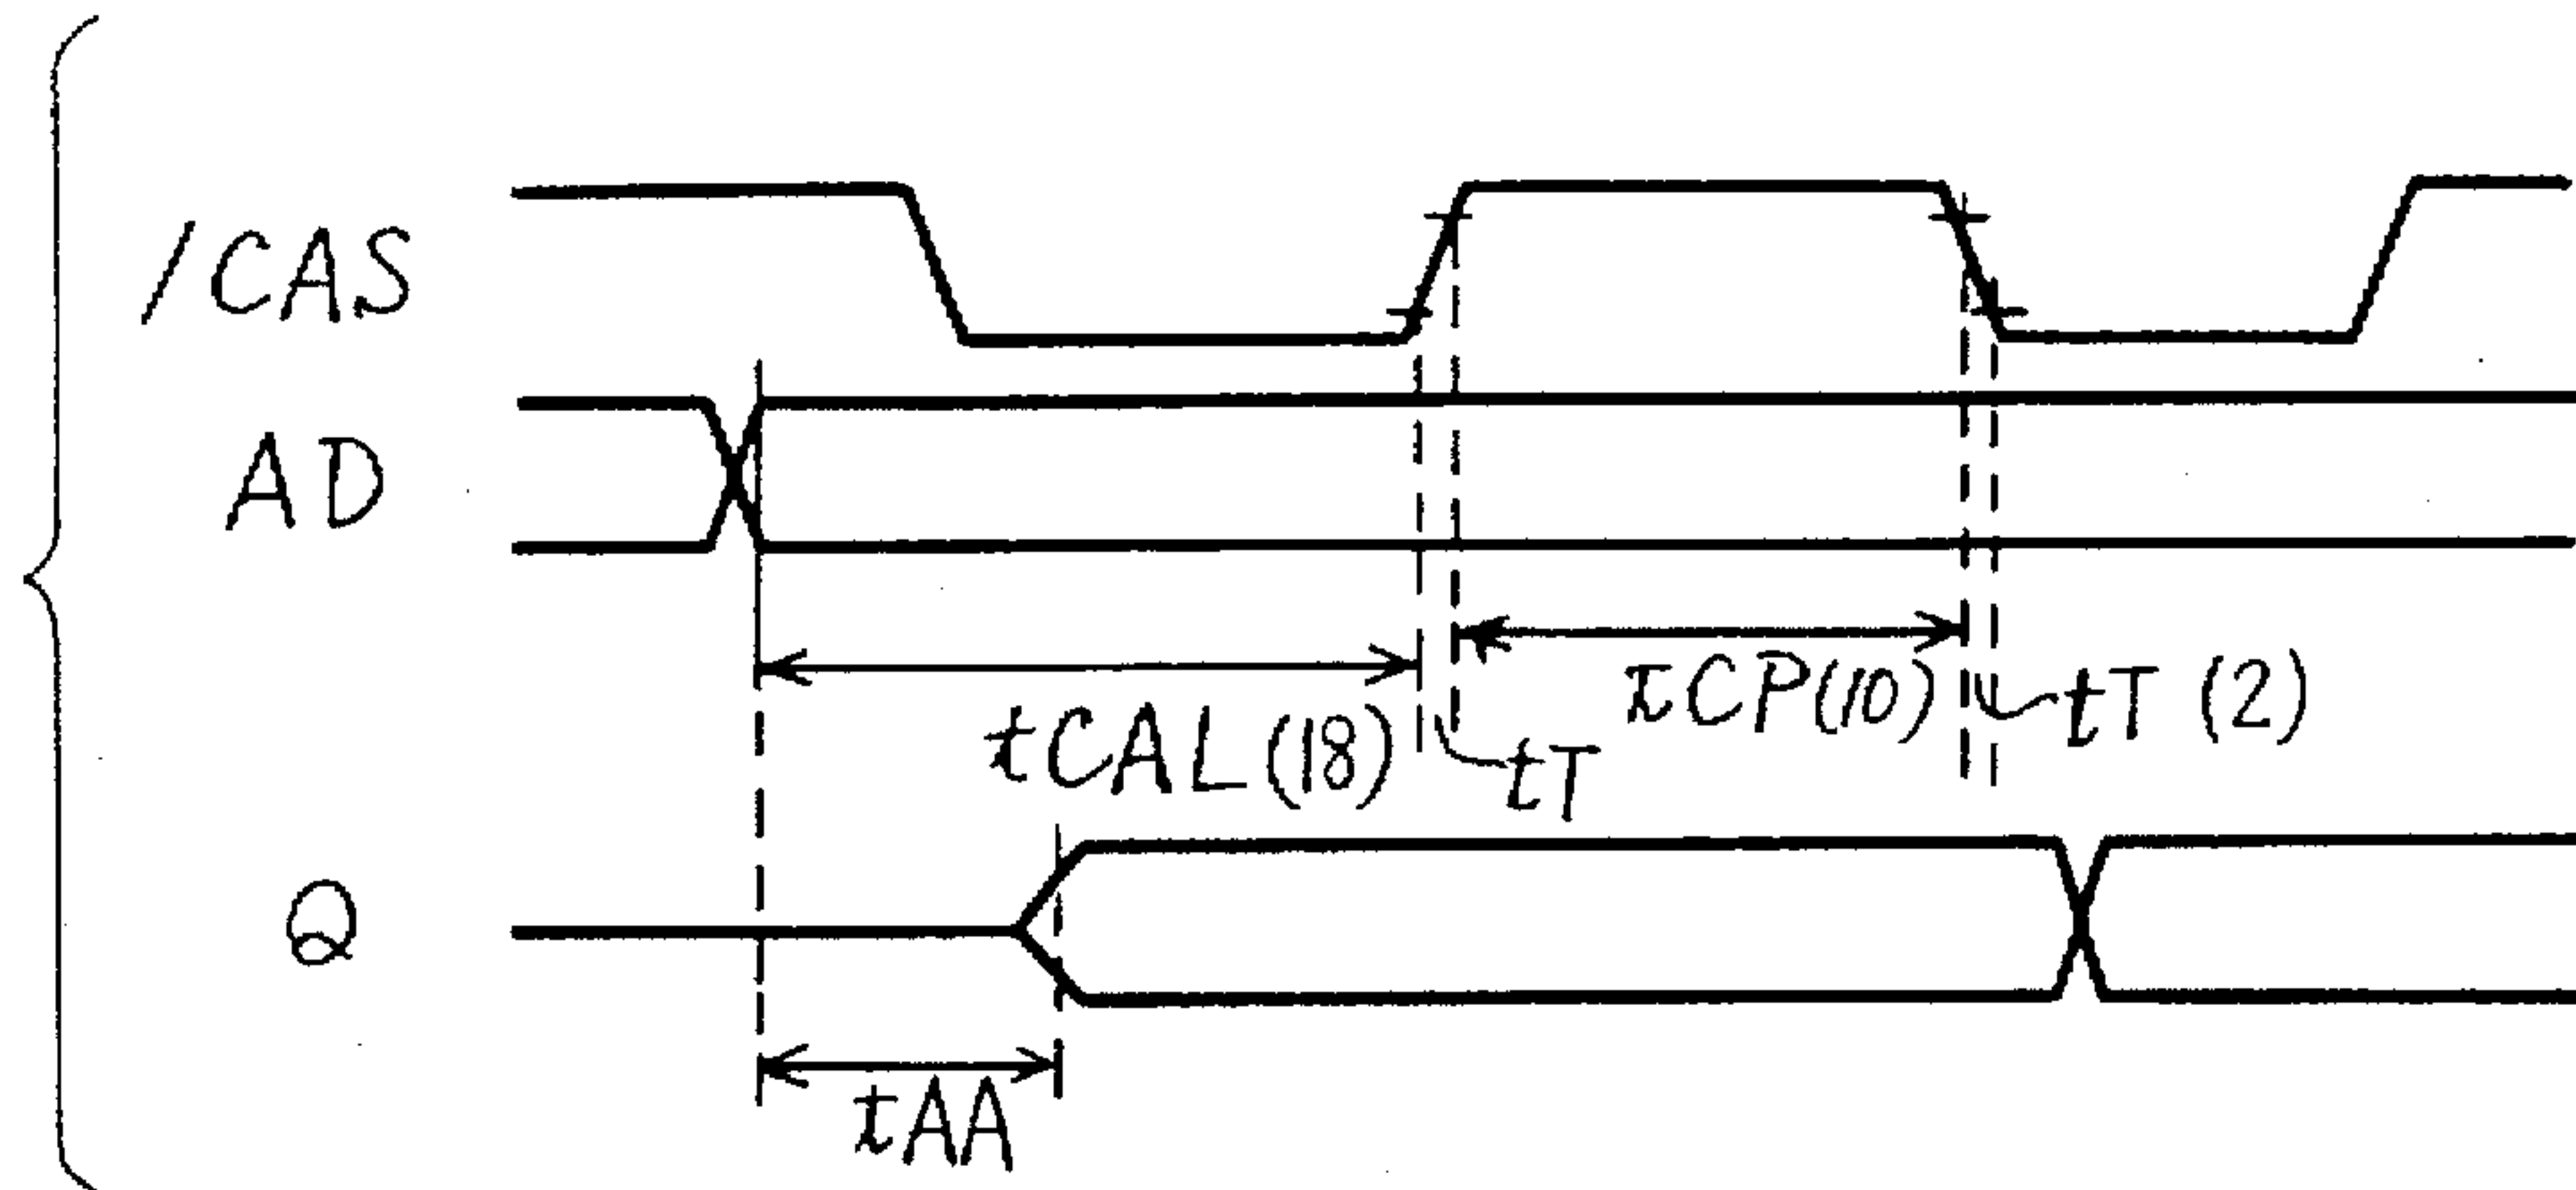 /CAS
AD
tCAL(18)
tT
tCP(10)
tT (2)
Q
tAA